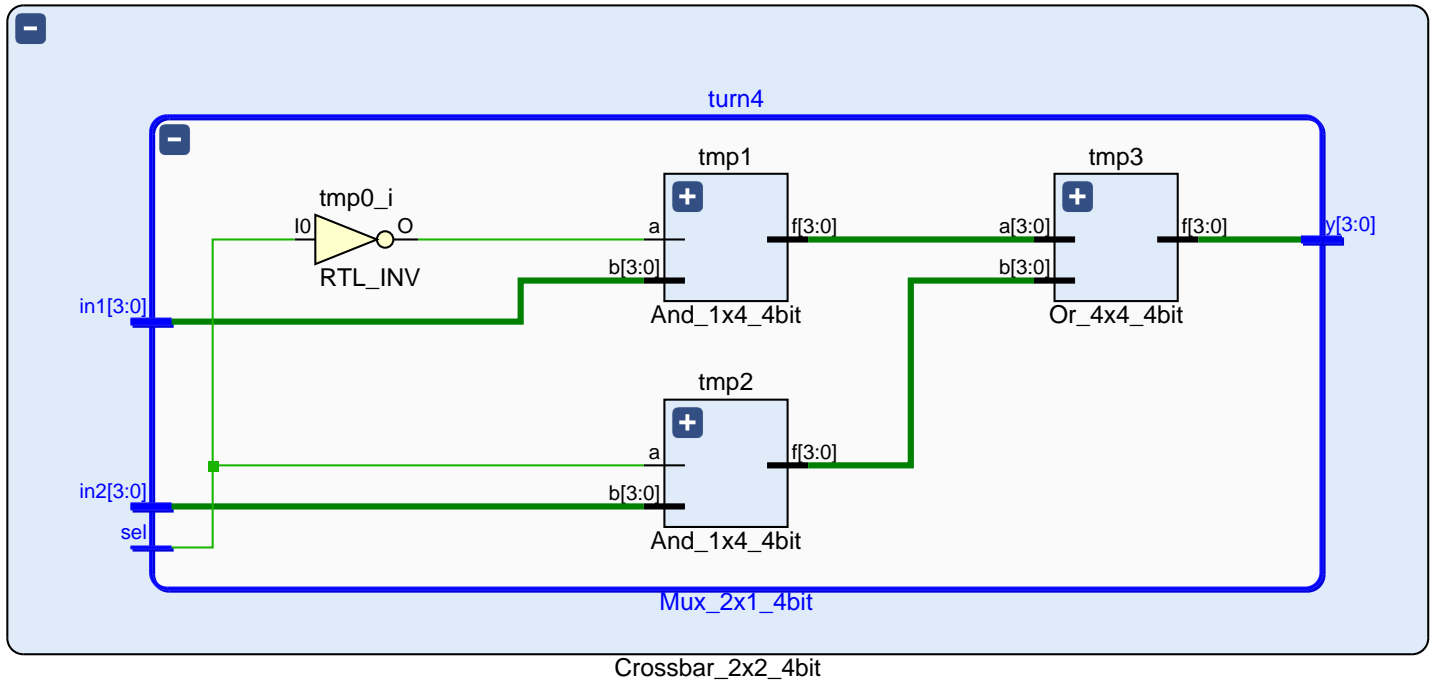 turn4
tmp1
tmp3
tmp0_i
I0 O a f[3:0] a[3:0] f[3:0] y[3:0]
RTL_INV b[3:0] b[3:0]
in1[3:0]
And_1x4_4bit Or_4x4_4bit
tmp2
a f[3:0]
in2[3:0] b[3:0]
sel
And_1x4_4bit
Mux_2x1_4bit
Crossbar_2x2_4bit